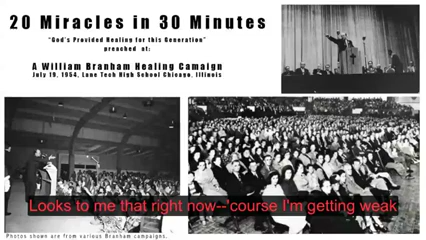 20 Miracles in 30 Minutes
"God's Provided Healing for this Generation"
preached at:
A William Branham Healing Camaign
July 19, 1954, Lane Tech High School Chicago, Illinois
Looks to me that right now--'course I'm getting weak
Photos shown are from various Branham campaigns.